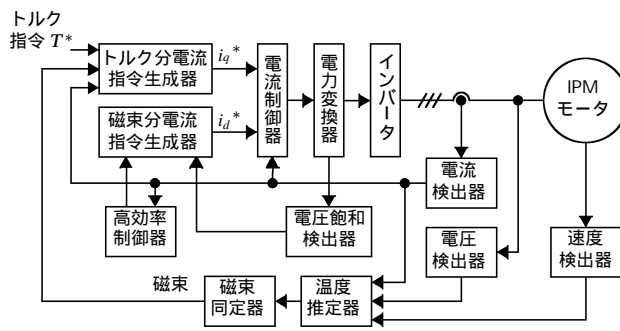 トルク
指令 T*
トルク分電流
指令生成器
iq*
磁束分電流
指令生成器
id*
電流制御器
電力変換器
インバータ
IPM
モータ
電流
検出器
高効率
制御器
電圧飽和
検出器
電圧
検出器
速度
検出器
磁束
磁束
同定器
温度
推定器